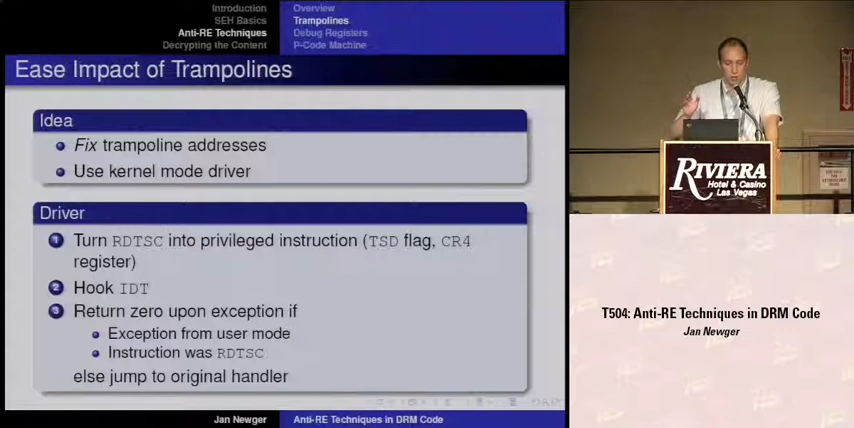 Introduction
SEH Basics
Anti-RE Techniques
Decrypting the Content
Overview
Trampolines
Debug Registers
P-Code Machine
Ease Impact of Trampolines
Idea
Fix trampoline addresses
Use kernel mode driver
Driver
1 Turn RDTSC into privileged instruction (TSD flag, CR4
register)
2 Hook IDT
3 Return zero upon exception if
Exception from user mode
Instruction was RDTSC
else jump to original handler
Jan Newger
Anti-RE Techniques in DRM Code
RIVIERA
Hotel & Casino
Las Vegas
T504: Anti-RE Techniques in DRM Code
Jan Newger